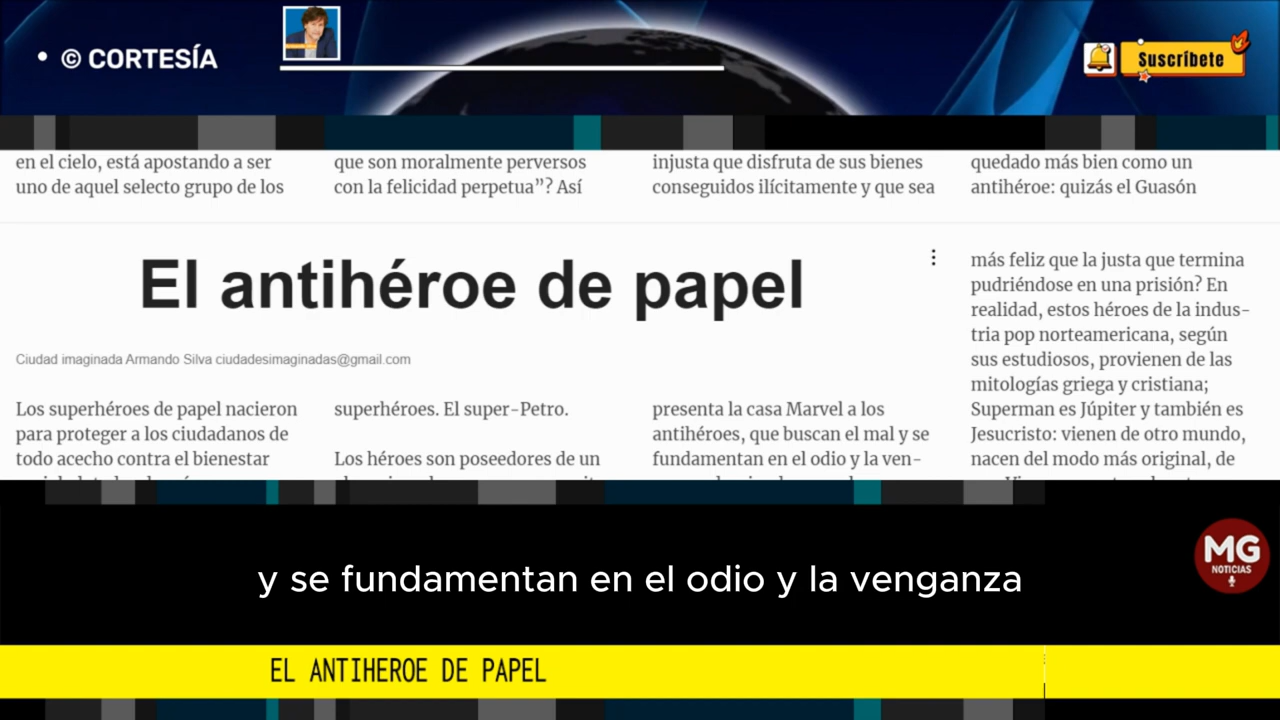 © CORTESÍA
Suscríbete
en el cielo, está apostando a ser
uno de aquel selecto grupo de los
que son moralmente perversos
con la felicidad perpetua”? Así
injusta que disfruta de sus bienes
conseguidos ilícitamente y que sea
quedado más bien como un
antihéroe: quizás el Guasón
El antihéroe de papel
Ciudad imaginada Armando Silva ciudadesimaginadas@gmail.com
Los superhéroes de papel nacieron
para proteger a los ciudadanos de
todo acecho contra el bienestar
superhéroes. El super-Petro.
Los héroes son poseedores de un
presenta la casa Marvel a los
antihéroes, que buscan el mal y se
fundamentan en el odio y la ven-
más feliz que la justa que termina
pudriéndose en una prisión? En
realidad, estos héroes de la indus-
tria pop norteamericana, según
sus estudiosos, provienen de las
mitologías griega y cristiana;
Superman es Júpiter y también es
Jesucristo: vienen de otro mundo,
nacen del modo más original, de
y se fundamentan en el odio y la venganza
MG
NOTICIAS
EL ANTIHEROE DE PAPEL